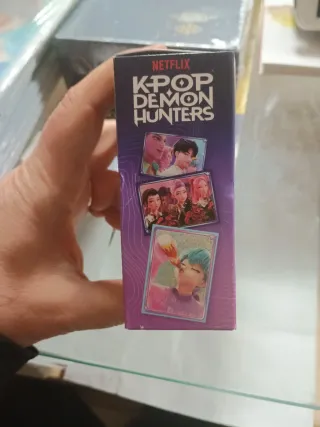 NETFLIX
K-POP
DEMON
HUNTERS